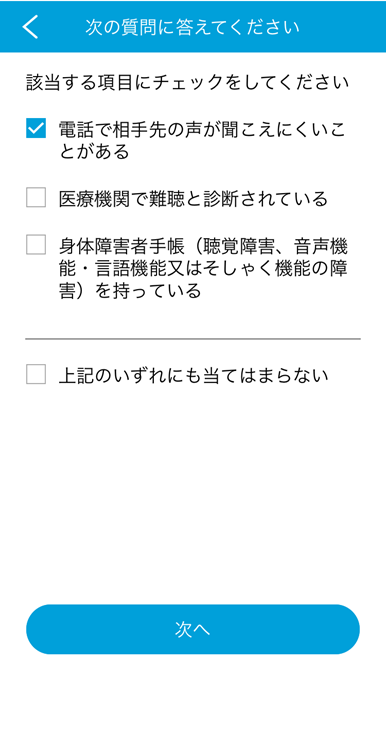 次の質問に答えてください
該当する項目にチェックをしてください
電話で相手先の声が聞こえにくいこ
とがある
医療機関で難聴と診断されている
身体障害者手帳（聴覚障害、音声機
能・言語機能又はそしゃく機能の障
害）を持っている
上記のいずれにも当てはまらない
次へ